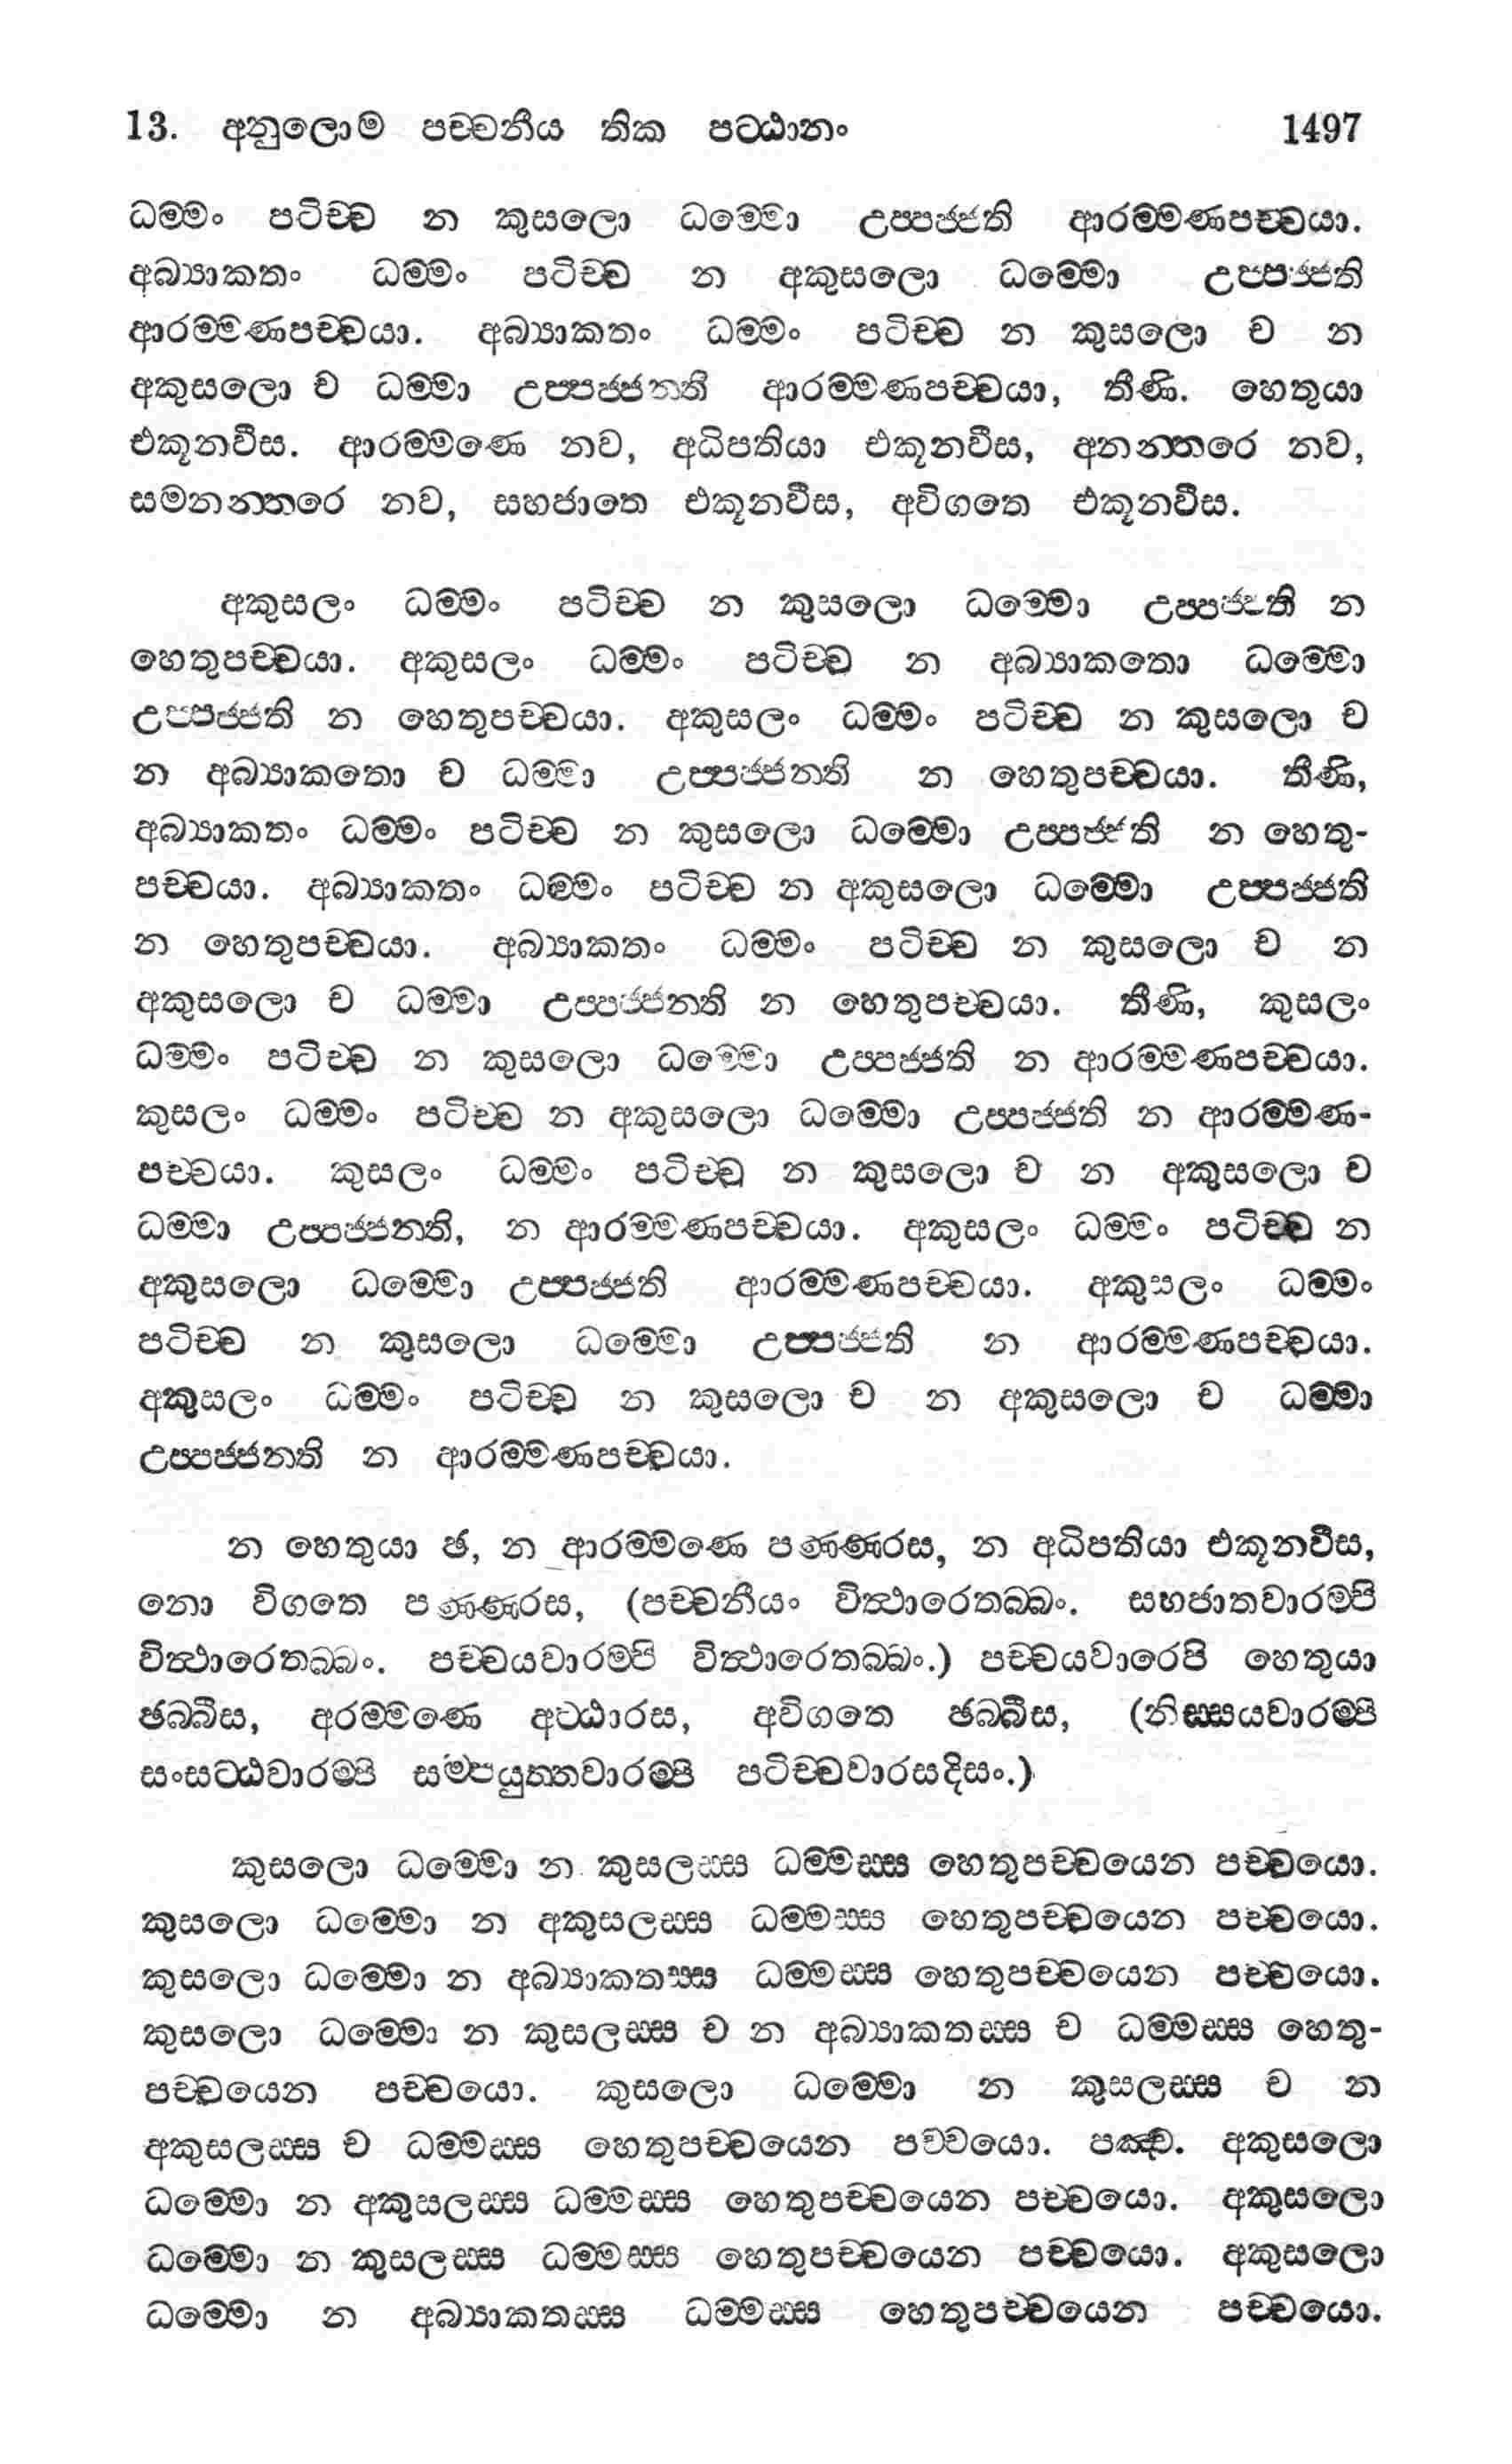 13. අනුලොම පච්චනීය තික පට්ඨානං 1497
ධම්මං පටිච්ච න කුසලො ධම්මො උප්පජ්ජති ආරම්මණපච්චයා.
අබ්‍යාකතං ධම්මං පටිච්ච න අකුසලො ධම්මො උප්පජ්ජති
ආරම්මණපච්චයා. අබ්‍යාකතං ධම්මං පටිච්ච න කුසලො ච න
අකුසලො ච ධම්මා උප්පජ්ජන්ති ආරම්මණපච්චයා, තීණි. හෙතුයා
එකූනවීස. ආරම්මණෙ නව, අධිපතියා එකූනවීස, අනන්තරෙ නව,
සමනන්තරෙ නව, සහජාතෙ එකූනවීස, අවිගතෙ එකූනවීස.
අකුසලං ධම්මං පටිච්ච න කුසලො ධම්මො උප්පජ්ජති න
හෙතුපච්චයා. අකුසලං ධම්මං පටිච්ච න අබ්‍යාකතො ධම්මො
උප්පජ්ජති න හෙතුපච්චයා. අකුසලං ධම්මං පටිච්ච න කුසලො ච
න අබ්‍යාකතො ච ධම්මා උප්පජ්ජන්ති න හෙතුපච්චයා. තීණි,
අබ්‍යාකතං ධම්මං පටිච්ච න කුසලො ධම්මො උප්පජ්ජති න හෙතු-
පච්චයා. අබ්‍යාකතං ධම්මං පටිච්ච න අකුසලො ධම්මො උප්පජ්ජති
න හෙතුපච්චයා. අබ්‍යාකතං ධම්මං පටිච්ච න කුසලො ච න
අකුසලො ච ධම්මා උප්පජ්ජන්ති න හෙතුපච්චයා. තීණි, කුසලං
ධම්මං පටිච්ච න කුසලො ධම්මො උප්පජ්ජති න ආරම්මණපච්චයා.
කුසලං ධම්මං පටිච්ච න අකුසලො ධම්මො උප්පජ්ජති න ආරම්මණ-
පච්චයා. කුසලං ධම්මං පටිච්ච න කුසලො ච න අකුසලො ච
ධම්මා උප්පජ්ජන්ති, න ආරම්මණපච්චයා. අකුසලං ධම්මං පටිච්ච න
අකුසලො ධම්මො උප්පජ්ජති ආරම්මණපච්චයා. අකුසලං ධම්මං
පටිච්ච න කුසලො ධම්මො උප්පජ්ජති න ආරම්මණපච්චයා.
අකුසලං ධම්මං පටිච්ච න කුසලො ච න අකුසලො ච ධම්මා
උප්පජ්ජන්ති න ආරම්මණපච්චයා.
න හෙතුයා ඡ, න ආරම්මණෙ පණ්ණරස, න අධිපතියා එකූනවීස,
නො විගතෙ පණ්ණරස, (පච්චනීයං විත්‍ථාරෙතබ්බං. සහජාතවාරම්පි
විත්‍ථාරෙතබ්බං. පච්චයවාරම්පි විත්‍ථාරෙතබ්බං.) පච්චයවාරෙපි හෙතුයා
ඡබ්බීස, අරම්මණෙ අට්ඨාරස, අවිගතෙ ඡබ්බීස, (නිස්සයවාරම්පි
සංසට්ඨවාරම්පි සම්පයුත්තවාරම්පි පටිච්චවාරසදිසං.)
කුසලො ධම්මො න කුසලස්ස ධම්මස්ස හෙතුපච්චයෙන පච්චයො.
කුසලො ධම්මො න අකුසලස්ස ධම්මස්ස හෙතුපච්චයෙන පච්චයො.
කුසලො ධම්මො න අබ්‍යාකතස්ස ධම්මස්ස හෙතුපච්චයෙන පච්චයො.
කුසලො ධම්මො න කුසලස්ස ච න අබ්‍යාකතස්ස ච ධම්මස්ස හෙතු-
පච්චයෙන පච්චයො. කුසලො ධම්මො න කුසලස්ස ච න
අකුසලස්ස ච ධම්මස්ස හෙතුපච්චයෙන පච්චයො. පඤ්ච. අකුසලො
ධම්මො න අකුසලස්ස ධම්මස්ස හෙතුපච්චයෙන පච්චයො. අකුසලො
ධම්මො න කුසලස්ස ධම්මස්ස හෙතුපච්චයෙන පච්චයො. අකුසලො
ධම්මො න අබ්‍යාකතස්ස ධම්මස්ස හෙතුපච්චයෙන පච්චයො.